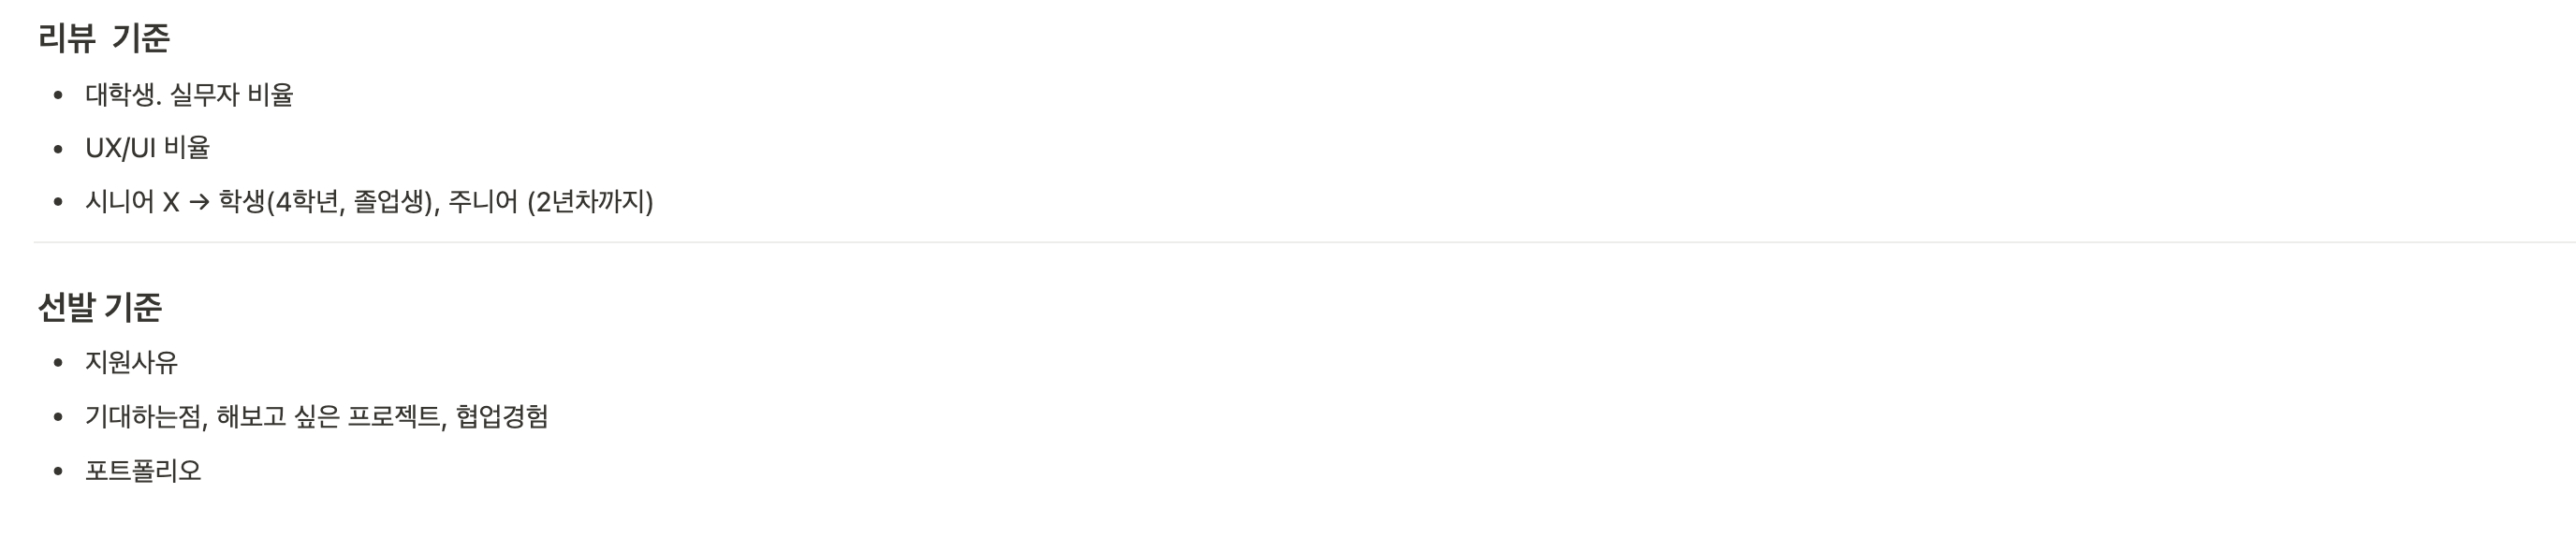 리뷰 기준
• 대학생. 실무자 비율
• UX/UI 비율
• 시니어 X → 학생(4학년, 졸업생), 주니어 (2년차까지)
선발 기준
• 지원사유
• 기대하는점, 해보고 싶은 프로젝트, 협업경험
• 포트폴리오